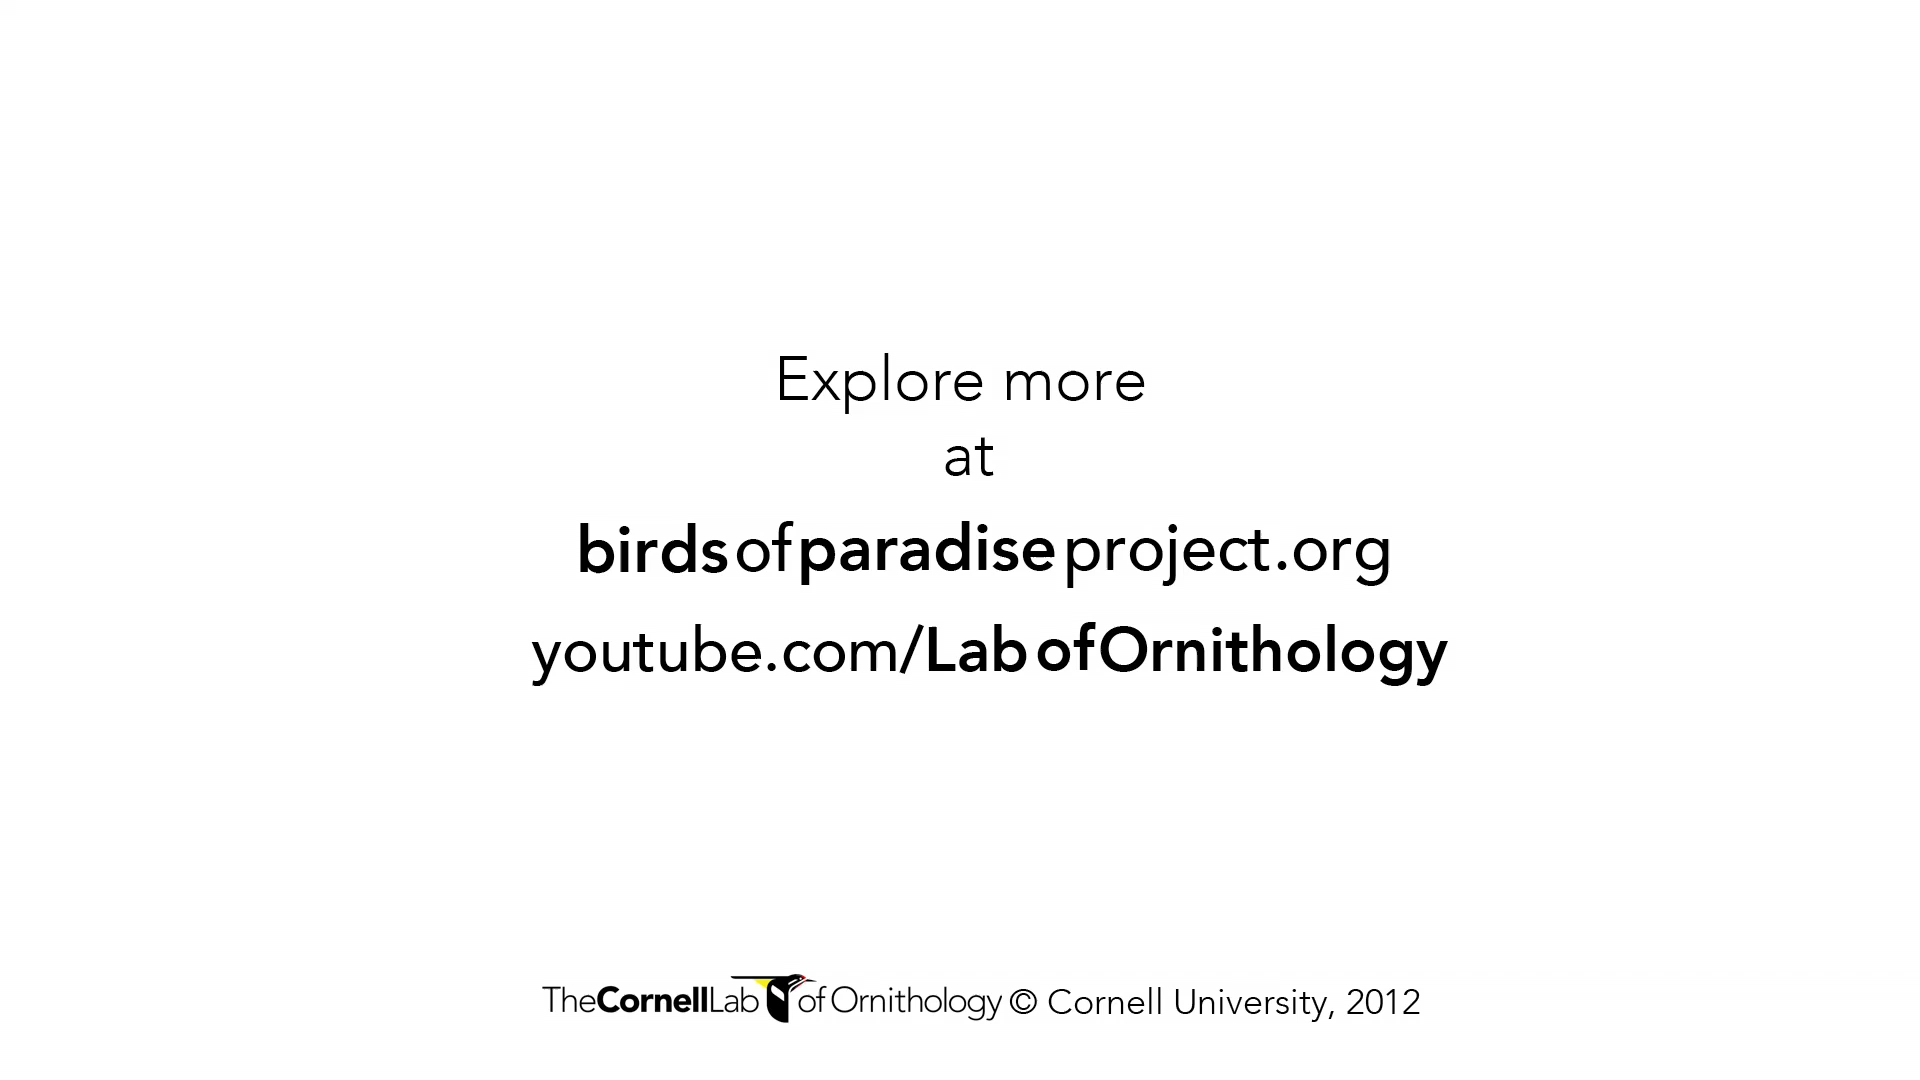 Explore more
at
birdsofparadiseproject.org
youtube.com/LabofOrnithology
TheCornellLab of Ornithology © Cornell University, 2012